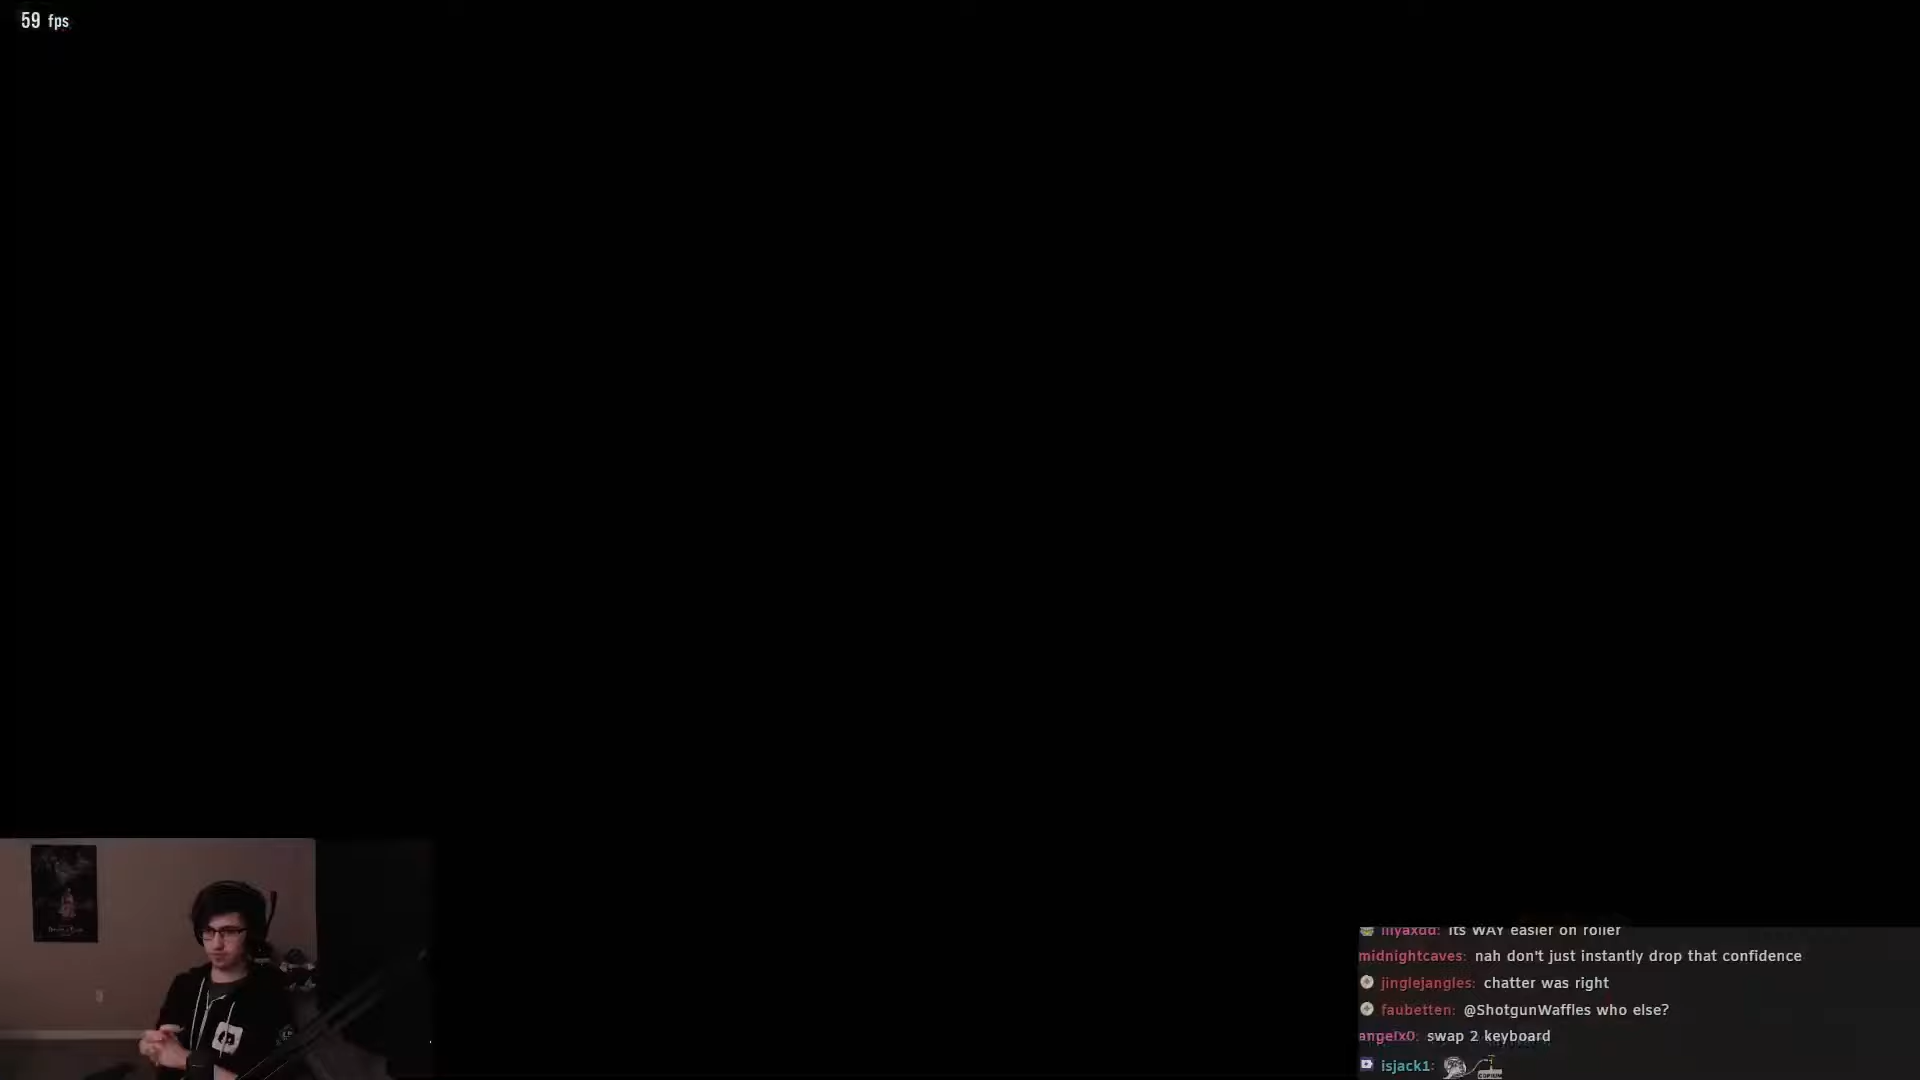 59 fps
lilyaxdd: its WAY easier on roller
midnightcaves: nah don't just instantly drop that confidence
jinglejangles: chatter was right
faubetten: @ShotgunWaffles who else?
angelx0: swap 2 keyboard
isjack1: